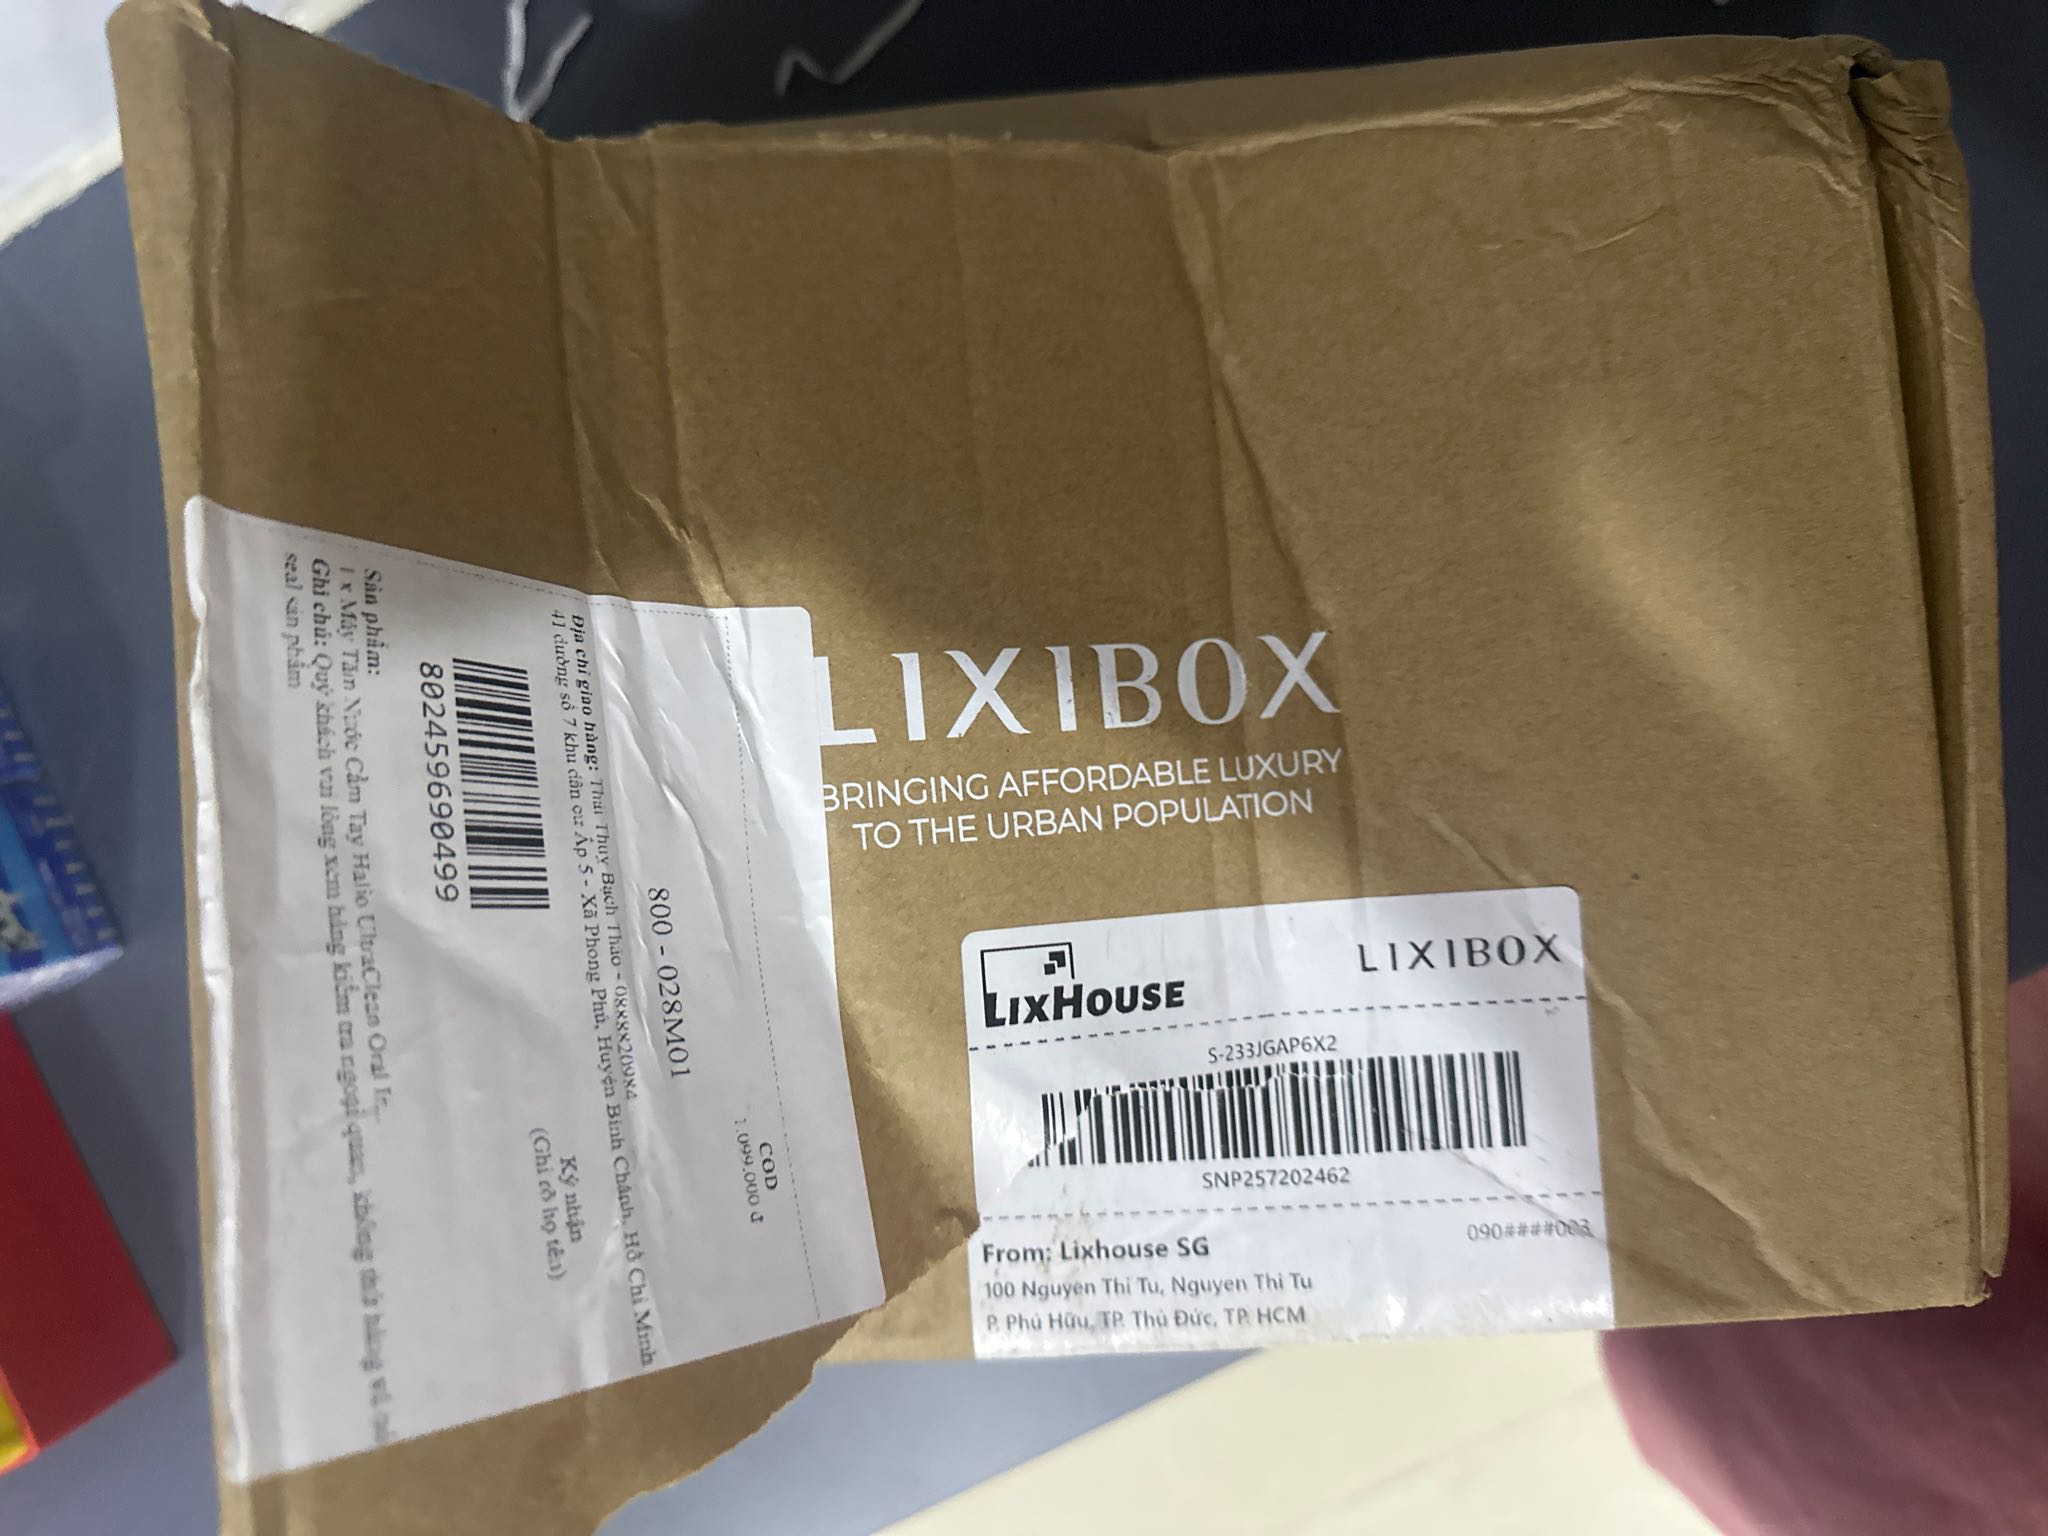 LIXIBOX
BRINGING AFFORDABLE LUXURY
TO THE URBAN POPULATION
LIXHOUSE
LIXIBOX
S-233JGAP6X2
SNP257202462
090####003
From: Lixhouse SG
100 Nguyen Thi Tu, Nguyen Thi Tu
P. Phú Hữu, TP. Thủ Đức, TP. HCM
COD
1.099.000 đ
800 - 028M01
Địa chỉ giao hàng: Thái Thuỵ Bạch Thảo - 0888820984
41 đường số 7 khu dân cư Ấp 5 - Xã Phong Phú, Huyện Bình Chánh, Hồ Chí Minh
Ký nhận
(Ghi rõ họ tên)
802459690499
Sản phẩm:
1 x Máy Tăm Nước Cầm Tay Halio UltraClean Oral Ir...
Ghi chú: Quý khách vui lòng xem hàng kiểm tra ngoại quan, không thử hàng và
seal sản phẩm